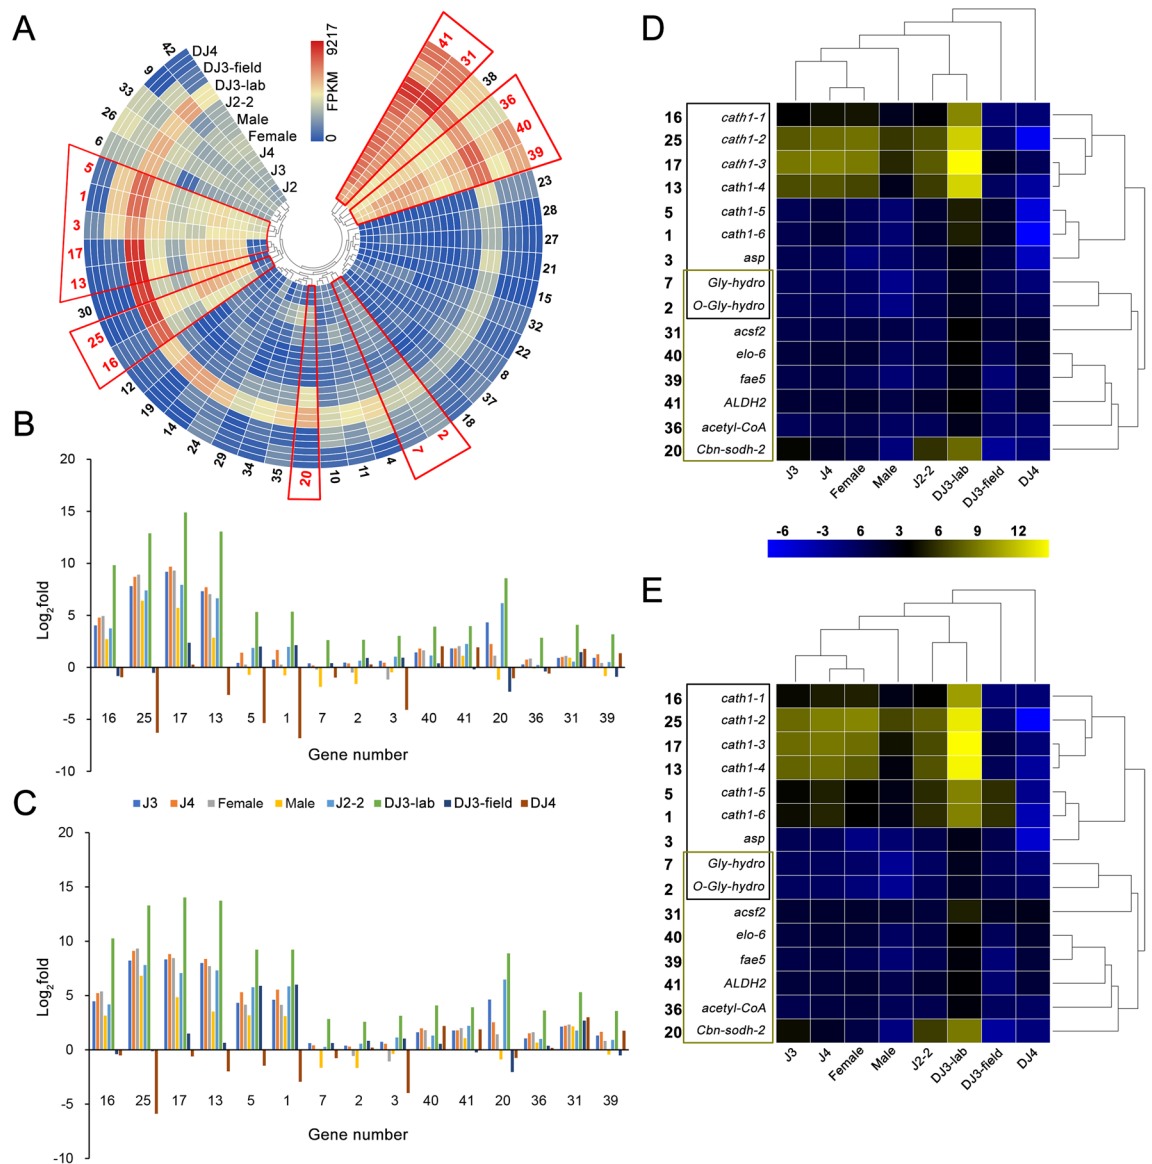 A
42
DJ4
DJ3-field
DJ3-lab
J2-2
Male
Female
J4
J3
J2
9
33
26
6
5
1
3
17
13
30
25
16
12
19
14
24
29
34
35
20
10
11
4
7
2
18
37
8
22
32
15
21
27
28
23
39
40
36
38
31
41
0 FPKM 9217
B
20
15
10
5
0
-5
-10
Log2fold
16 25 17 13 5 1 7 2 3 40 41 20 36 31 39
Gene number
C
J3 J4 Female Male J2-2 DJ3-lab DJ3-field DJ4
20
15
10
5
0
-5
-10
Log2fold
16 25 17 13 5 1 7 2 3 40 41 20 36 31 39
Gene number
D
16 cath1-1
25 cath1-2
17 cath1-3
13 cath1-4
5 cath1-5
1 cath1-6
3 asp
7 Gly-hydro
2 O-Gly-hydro
31 acsf2
40 elo-6
39 fae5
41 ALDH2
36 acetyl-CoA
20 Cbn-sodh-2
J3 J4 Female Male J2-2 DJ3-lab DJ3-field DJ4
-6 -3 6 3 6 9 12
E
16 cath1-1
25 cath1-2
17 cath1-3
13 cath1-4
5 cath1-5
1 cath1-6
3 asp
7 Gly-hydro
2 O-Gly-hydro
31 acsf2
40 elo-6
39 fae5
41 ALDH2
36 acetyl-CoA
20 Cbn-sodh-2
J3 J4 Female Male J2-2 DJ3-lab DJ3-field DJ4